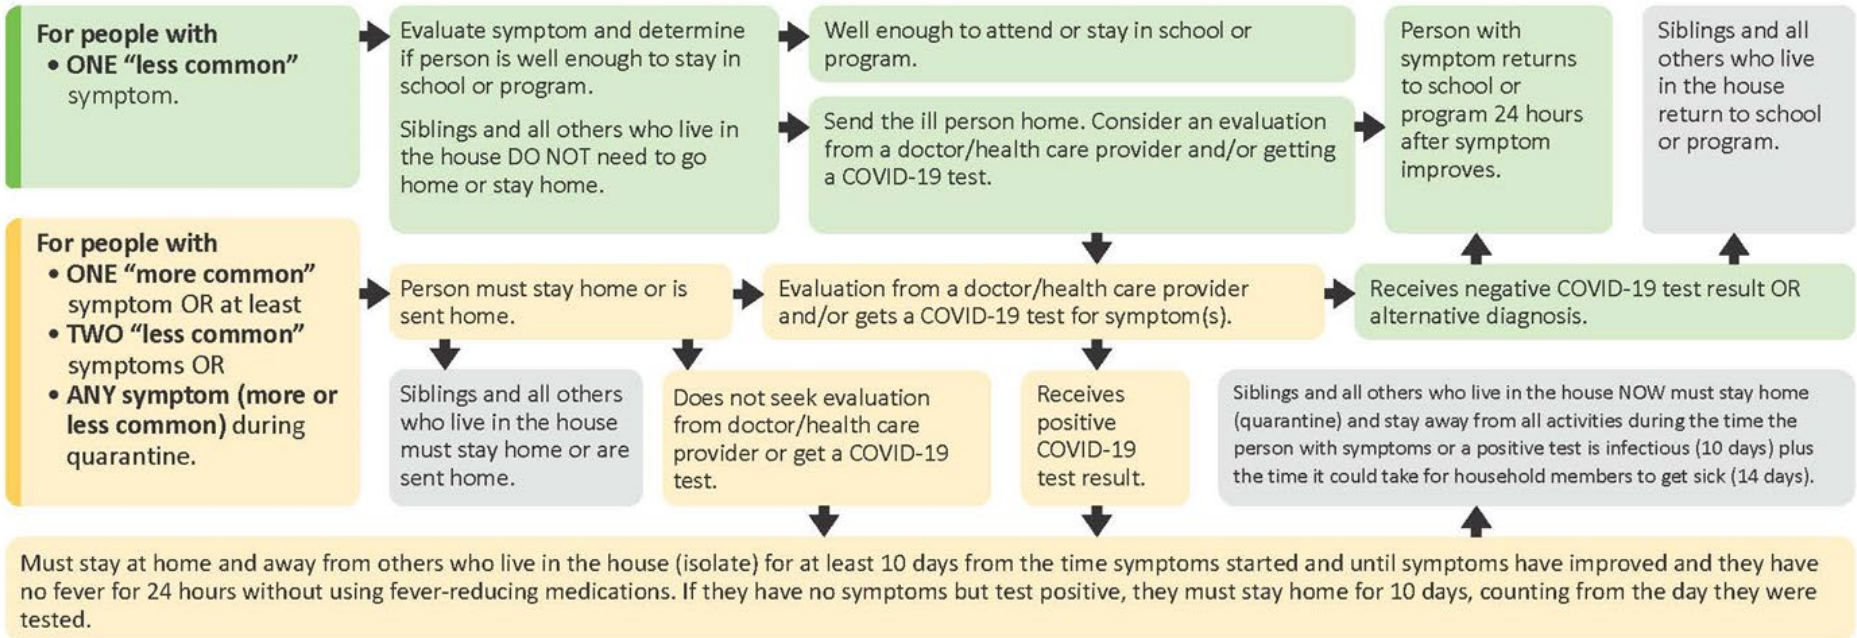 For people with
• ONE “less common”
symptom.
Evaluate symptom and determine
if person is well enough to stay in
school or program.
Siblings and all others who live in
the house DO NOT need to go
home or stay home.
Well enough to attend or stay in school or
program.
Send the ill person home. Consider an evaluation
from a doctor/health care provider and/or getting
a COVID-19 test.
Person with
symptom returns
to school or
program 24 hours
after symptom
improves.
Siblings and all
others who live
in the house
return to school
or program.
For people with
• ONE “more common”
symptom OR at least
• TWO “less common”
symptoms OR
• ANY symptom (more or
less common) during
quarantine.
Person must stay home or is
sent home.
Evaluation from a doctor/health care provider
and/or gets a COVID-19 test for symptom(s).
Receives negative COVID-19 test result OR
alternative diagnosis.
Siblings and all others
who live in the house
must stay home or are
sent home.
Does not seek evaluation
from doctor/health care
provider or get a COVID-19
test.
Receives
positive
COVID-19
test result.
Siblings and all others who live in the house NOW must stay home
(quarantine) and stay away from all activities during the time the
person with symptoms or a positive test is infectious (10 days) plus
the time it could take for household members to get sick (14 days).
Must stay at home and away from others who live in the house (isolate) for at least 10 days from the time symptoms started and until symptoms have improved and they have
no fever for 24 hours without using fever-reducing medications. If they have no symptoms but test positive, they must stay home for 10 days, counting from the day they were
tested.